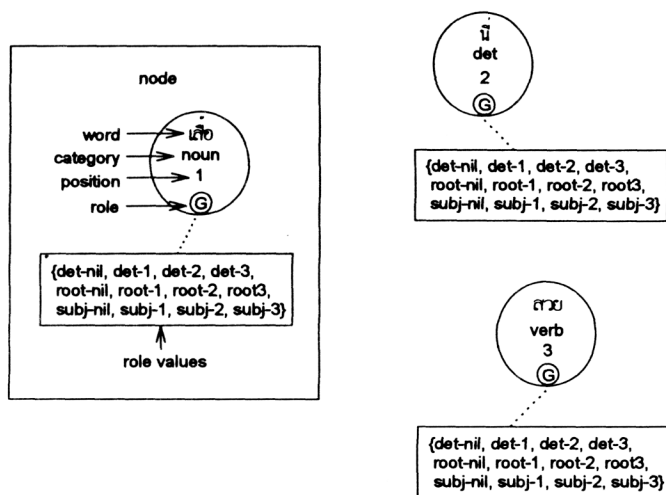 node
word
category
position
role
noun
1
G
{det-nil, det-1, det-2, det-3,
root-nil, root-1, root-2, root3,
subj-nil, subj-1, subj-2, subj-3}
role values
det
2
G
{det-nil, det-1, det-2, det-3,
root-nil, root-1, root-2, root3,
subj-nil, subj-1, subj-2, subj-3}
สวย
verb
3
G
{det-nil, det-1, det-2, det-3,
root-nil, root-1, root-2, root3,
subj-nil, subj-1, subj-2, subj-3}